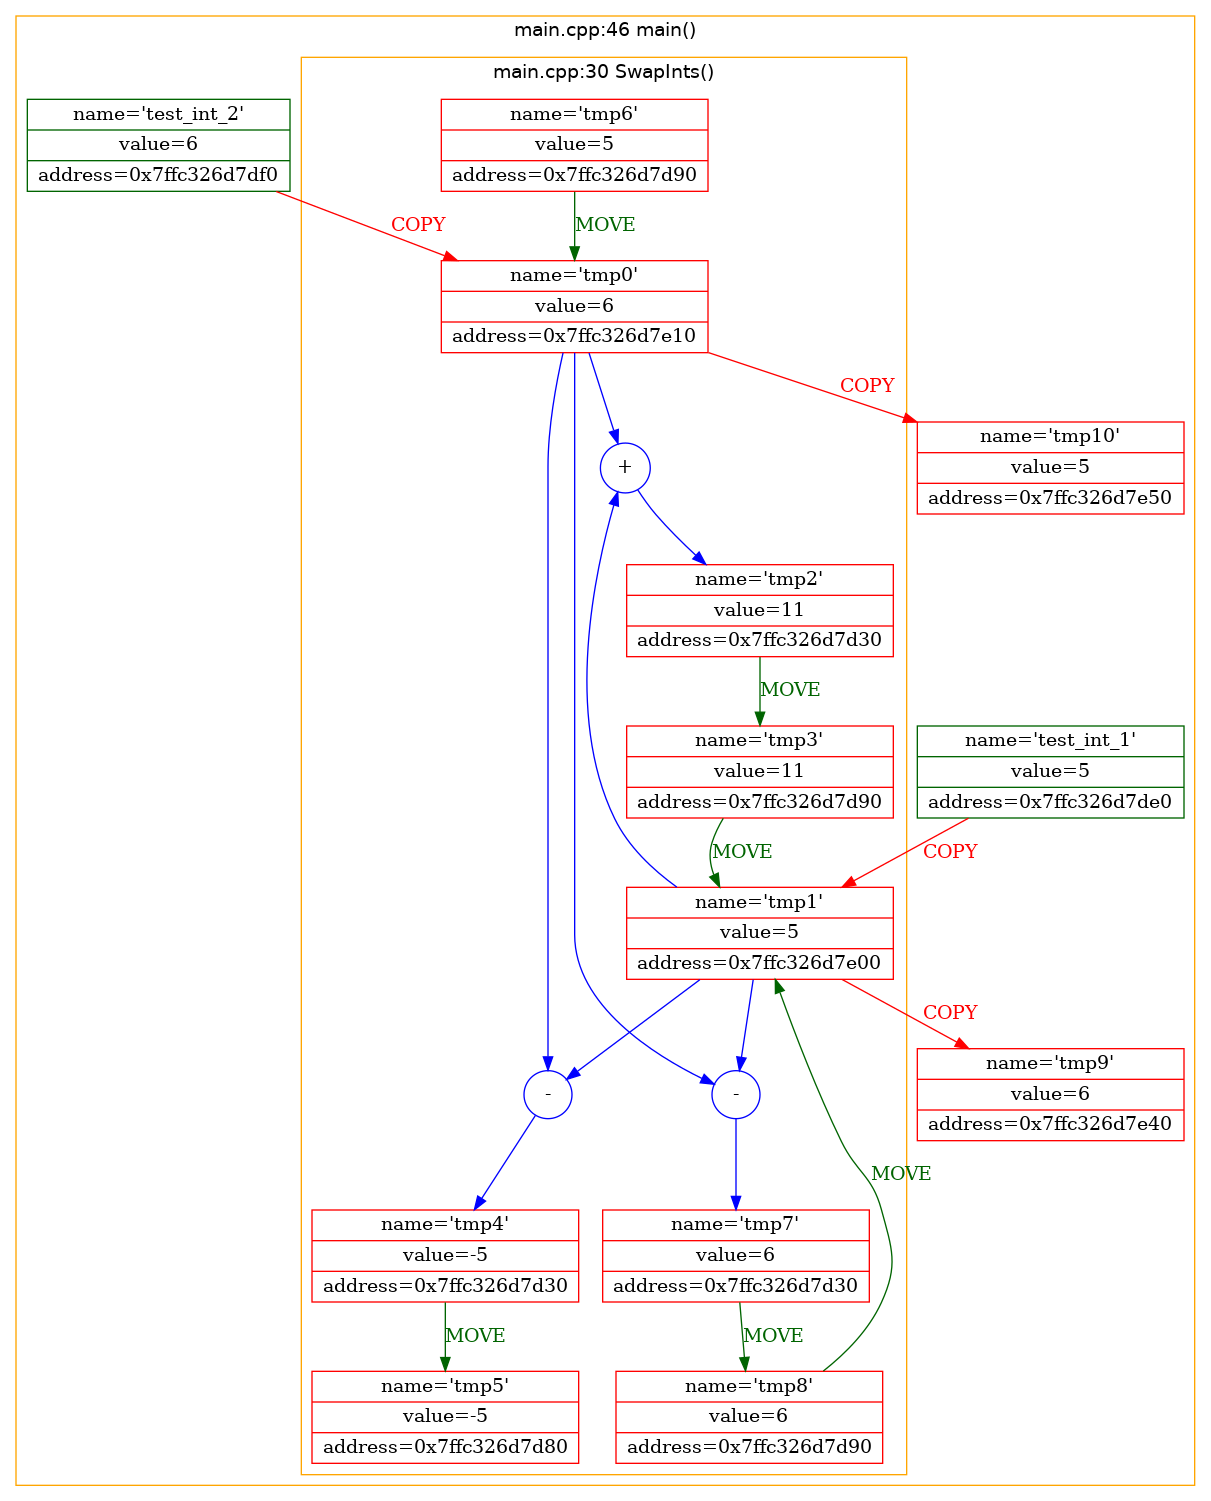 main.cpp:46 main()
main.cpp:30 SwapInts()
name='test_int_2'
value=6
address=0x7ffc326d7df0
name='tmp6'
value=5
address=0x7ffc326d7d90
COPY
MOVE
name='tmp0'
value=6
address=0x7ffc326d7e10
COPY
name='tmp10'
value=5
address=0x7ffc326d7e50
+
name='tmp2'
value=11
address=0x7ffc326d7d30
MOVE
name='tmp3'
value=11
address=0x7ffc326d7d90
name='test_int_1'
value=5
address=0x7ffc326d7de0
MOVE
COPY
name='tmp1'
value=5
address=0x7ffc326d7e00
COPY
name='tmp9'
value=6
address=0x7ffc326d7e40
-
-
MOVE
name='tmp4'
value=-5
address=0x7ffc326d7d30
name='tmp7'
value=6
address=0x7ffc326d7d30
MOVE
MOVE
name='tmp5'
value=-5
address=0x7ffc326d7d80
name='tmp8'
value=6
address=0x7ffc326d7d90